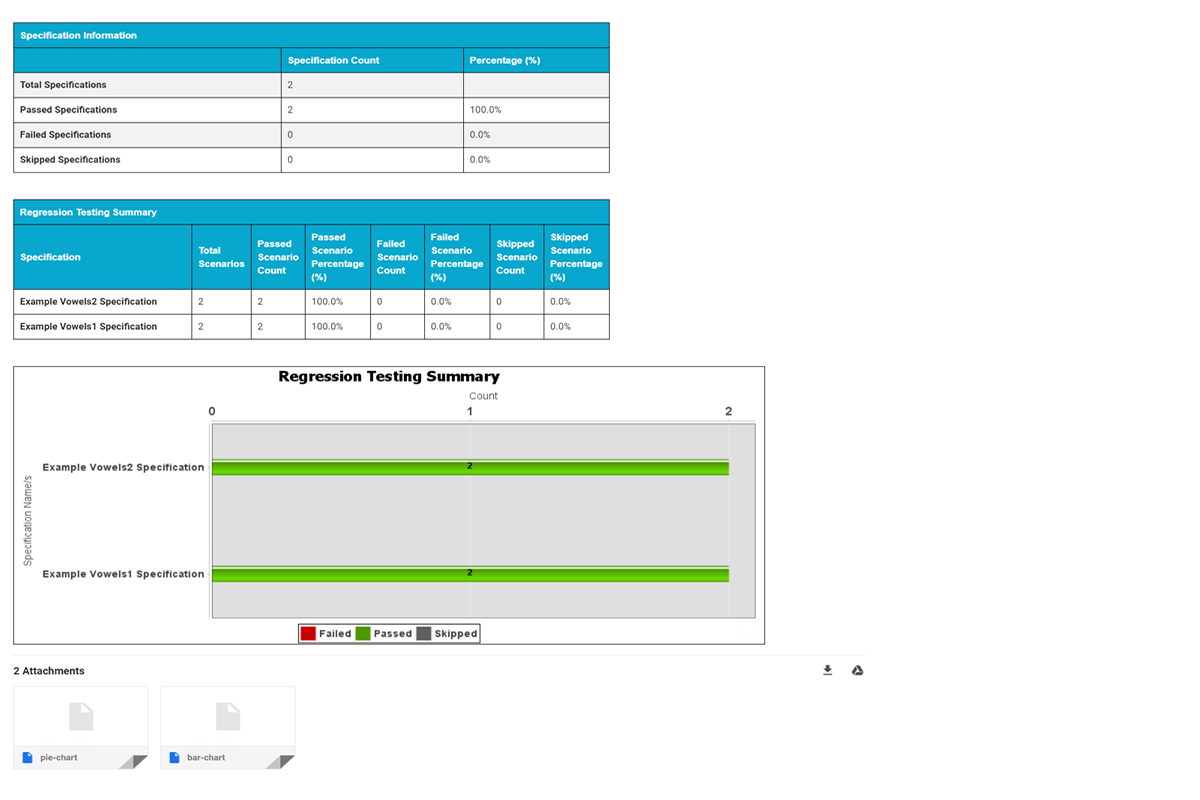 Specification Information
Specification Count Percentage (%)
Total Specifications 2
Passed Specifications 2 100.0%
Failed Specifications 0 0.0%
Skipped Specifications 0 0.0%
Regression Testing Summary
Specification Total Scenarios Passed Scenario Count Passed Scenario Percentage (%) Failed Scenario Count Failed Scenario Percentage (%) Skipped Scenario Count Skipped Scenario Percentage (%)
Example Vowels2 Specification 2 2 100.0% 0 0.0% 0 0.0%
Example Vowels1 Specification 2 2 100.0% 0 0.0% 0 0.0%
Regression Testing Summary
Count
0 1 2
Specification Name/s
Example Vowels2 Specification 2
Example Vowels1 Specification 2
Failed Passed Skipped
2 Attachments
pie-chart bar-chart